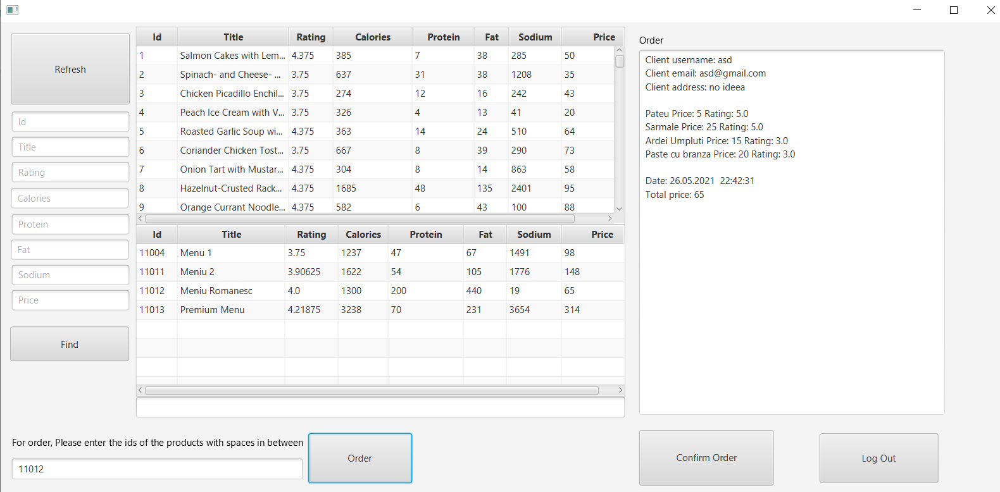 Refresh
Id
Title
Rating
Calories
Protein
Fat
Sodium
Price
Find
Id Title Rating Calories Protein Fat Sodium Price
1 Salmon Cakes with Lem... 4.375 385 7 38 285 50
2 Spinach- and Cheese- ... 3.75 637 31 38 1208 35
3 Chicken Picadillo Enchil... 3.75 274 12 16 242 43
4 Peach Ice Cream with V... 3.75 326 4 13 41 20
5 Roasted Garlic Soup wi... 4.375 363 14 24 510 64
6 Coriander Chicken Tost... 3.75 667 8 39 290 73
7 Onion Tart with Mustar... 4.375 304 8 14 863 58
8 Hazelnut-Crusted Rack... 4.375 1685 48 135 2401 95
9 Orange Currant Noodle... 4.375 582 6 43 100 88
Id Title Rating Calories Protein Fat Sodium Price
11004 Menu 1 3.75 1237 47 67 1491 98
11011 Meniu 2 3.90625 1622 54 105 1776 148
11012 Meniu Romanesc 4.0 1300 200 440 19 65
11013 Premium Menu 4.21875 3238 70 231 3654 314
For order, Please enter the ids of the products with spaces in between
11012
Order
Order
Client username: asd
Client email: asd@gmail.com
Client address: no ideea
Pateu Price: 5 Rating: 5.0
Sarmale Price: 25 Rating: 5.0
Ardei Umpluti Price: 15 Rating: 3.0
Paste cu branza Price: 20 Rating: 3.0
Date: 26.05.2021  22:42:31
Total price: 65
Confirm Order
Log Out